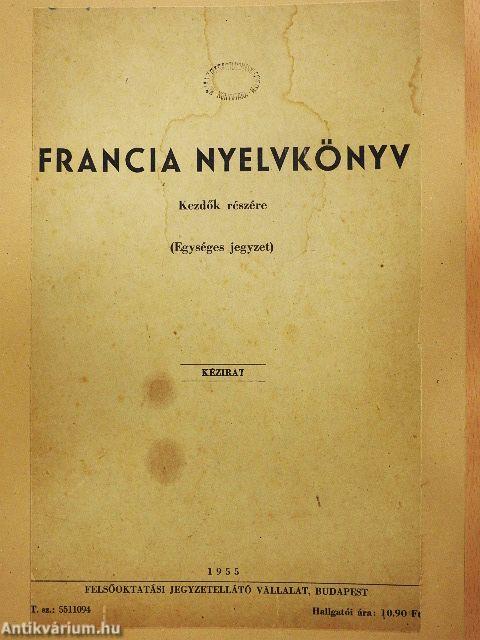 FRANCIA NYELVKÖNYV
Kezdők részére
(Egységes jegyzet)
KÉZIRAT
1955
FELSŐOKTATÁSI JEGYZETELLÁTÓ VÁLLALAT, BUDAPEST
T. sz.: 5511094 Hallgatói ára: 10.90 Ft
Antikvárium.hu